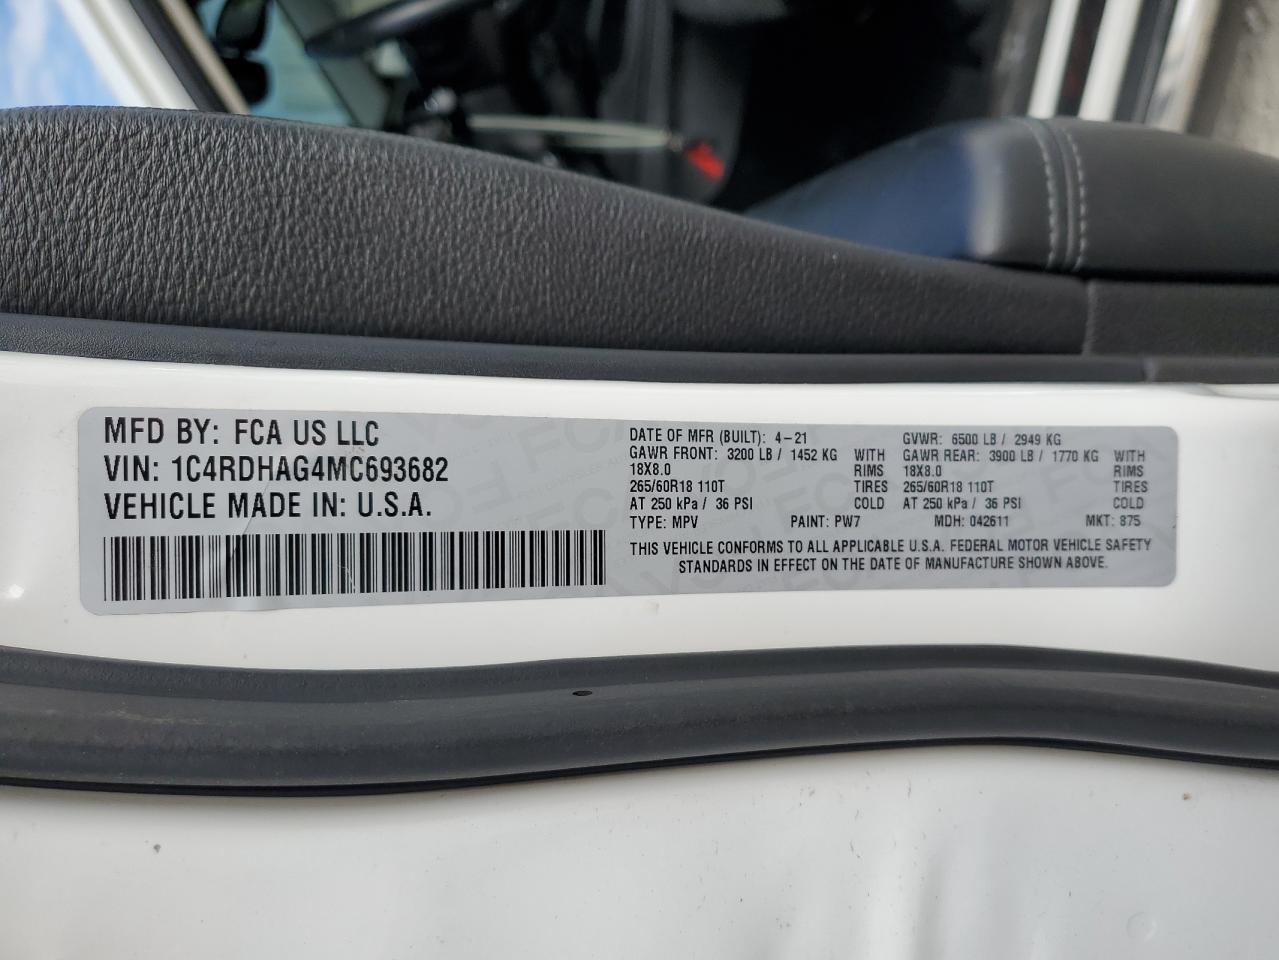 MFD BY: FCA US LLC
VIN: 1C4RDHAG4MC693682
VEHICLE MADE IN: U.S.A.
DATE OF MFR (BUILT): 4-21 GVWR: 6500 LB / 2949 KG
GAWR FRONT: 3200 LB / 1452 KG WITH GAWR REAR: 3900 LB / 1770 KG WITH
18X8.0 RIMS 18X8.0 RIMS
265/60R18 110T TIRES 265/60R18 110T TIRES
AT 250 kPa / 36 PSI COLD AT 250 kPa / 36 PSI COLD
TYPE: MPV PAINT: PW7 MDH: 042611 MKT: 875
THIS VEHICLE CONFORMS TO ALL APPLICABLE U.S.A. FEDERAL MOTOR VEHICLE SAFETY
STANDARDS IN EFFECT ON THE DATE OF MANUFACTURE SHOWN ABOVE.